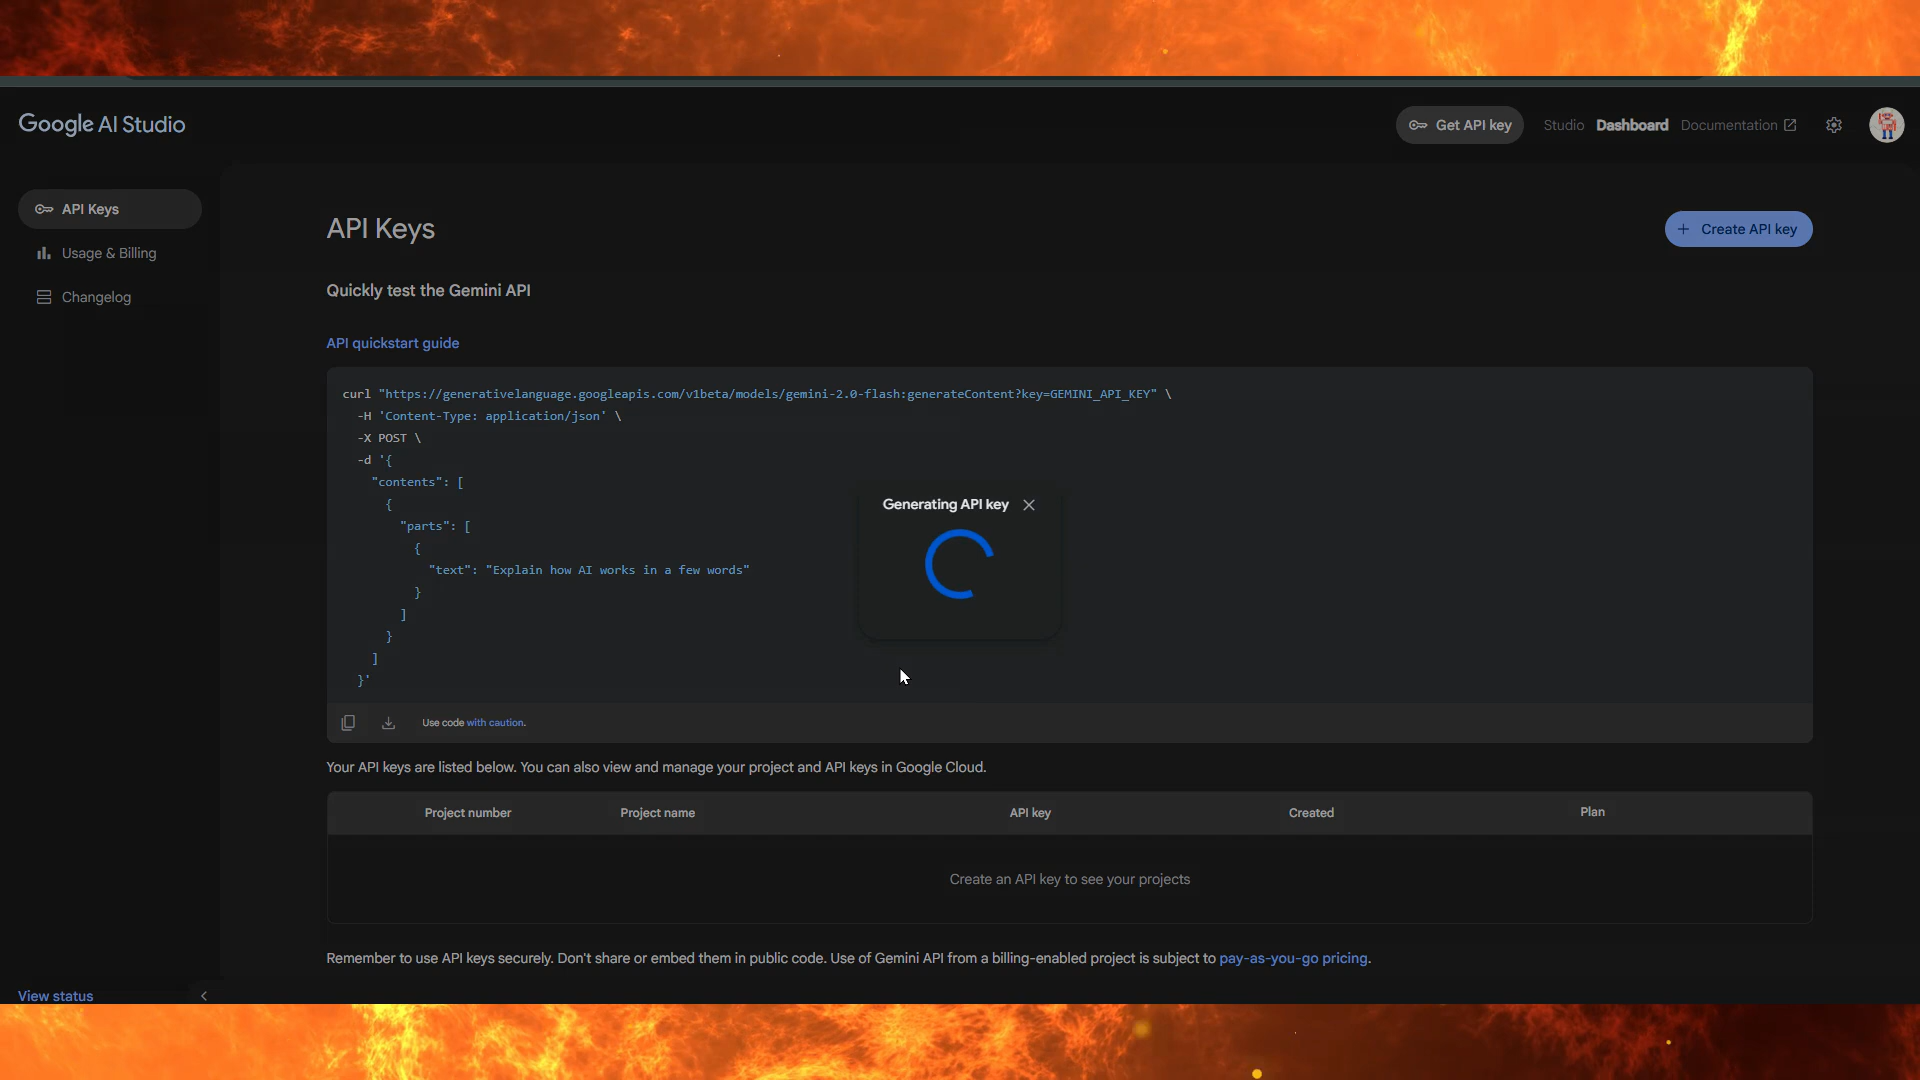 Google AI Studio
Get API key
Studio
Dashboard
Documentation
API Keys
Usage & Billing
Changelog
API Keys
Create API key
Quickly test the Gemini API
API quickstart guide
curl "https://generativelanguage.googleapis.com/v1beta/models/gemini-2.0-flash:generateContent?key=GEMINI_API_KEY" \
-H 'Content-Type: application/json' \
-X POST \
-d '{
"contents": [
{
"parts": [
{
"text": "Explain how AI works in a few words"
}
]
}
]
}'
Generating API key
Use code with caution.
Your API keys are listed below. You can also view and manage your project and API keys in Google Cloud.
Project number Project name API key Created Plan
Create an API key to see your projects
Remember to use API keys securely. Don't share or embed them in public code. Use of Gemini API from a billing-enabled project is subject to pay-as-you-go pricing.
View status